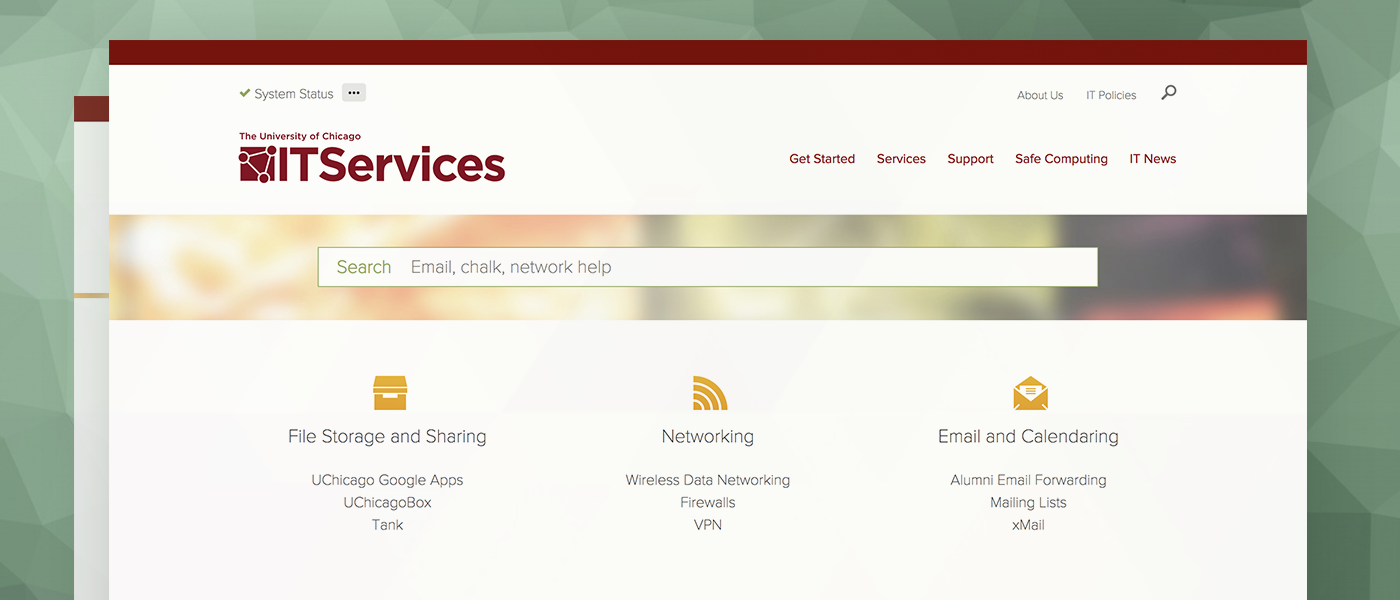 System Status •••
About Us IT Policies
The University of Chicago
ITServices
Get Started Services Support Safe Computing IT News
Search Email, chalk, network help
File Storage and Sharing
UChicago Google Apps
UChicagoBox
Tank
Networking
Wireless Data Networking
Firewalls
VPN
Email and Calendaring
Alumni Email Forwarding
Mailing Lists
xMail